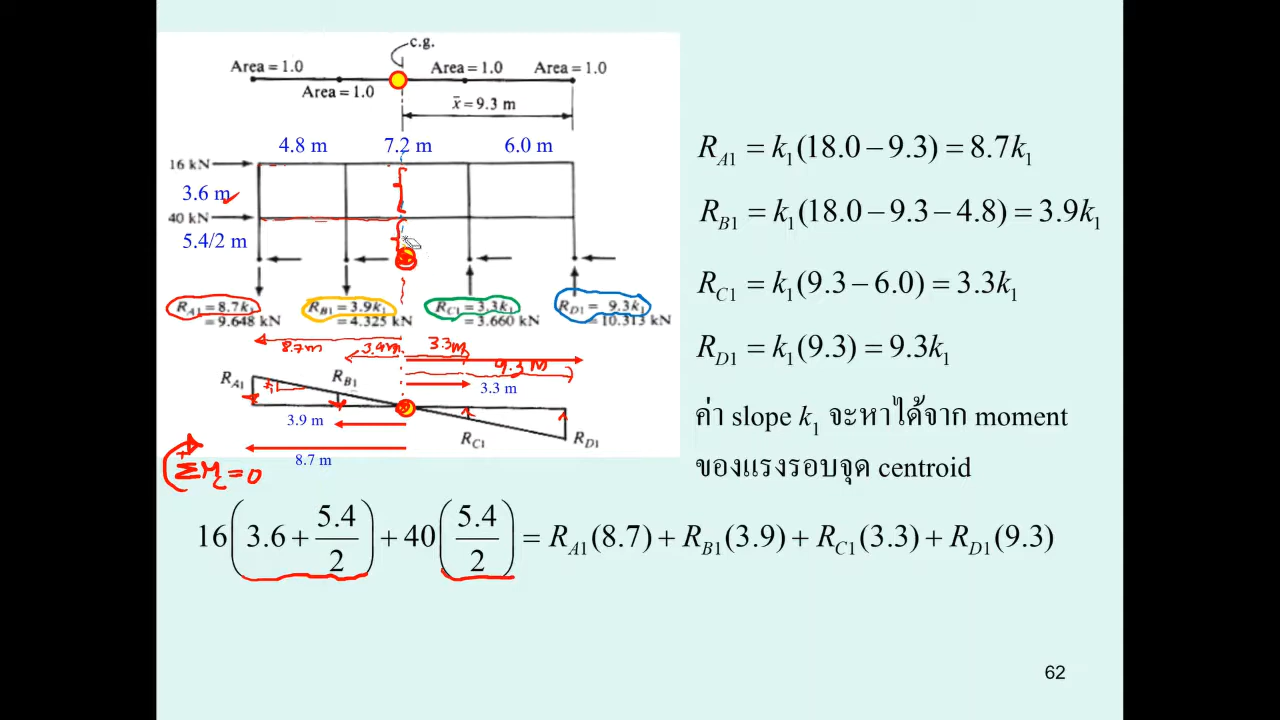 c.g.
Area = 1.0
Area = 1.0
Area = 1.0
Area = 1.0
x̄ = 9.3 m
4.8 m
7.2 m
6.0 m
16 kN
3.6 m
40 kN
5.4/2 m
R_A1 = 8.7k_1
= 9.648 kN
R_B1 = 3.9k_1
= 4.325 kN
R_C1 = 3.3k_1
= 3.660 kN
R_D1 = 9.3k_1
= 10.313 kN
8.7m
3.9m
3.3m
9.3 m
R_A1
R_B1
3.3 m
3.9 m
R_C1
R_D1
8.7 m
R_A1 = k_1(18.0 − 9.3) = 8.7k_1
R_B1 = k_1(18.0 − 9.3 − 4.8) = 3.9k_1
R_C1 = k_1(9.3 − 6.0) = 3.3k_1
R_D1 = k_1(9.3) = 9.3k_1
ค่า slope k_1 จะหาได้จาก moment
ของแรงรอบจุด centroid
16(3.6 + 5.4/2) + 40(5.4/2) = R_A1(8.7) + R_B1(3.9) + R_C1(3.3) + R_D1(9.3)
62